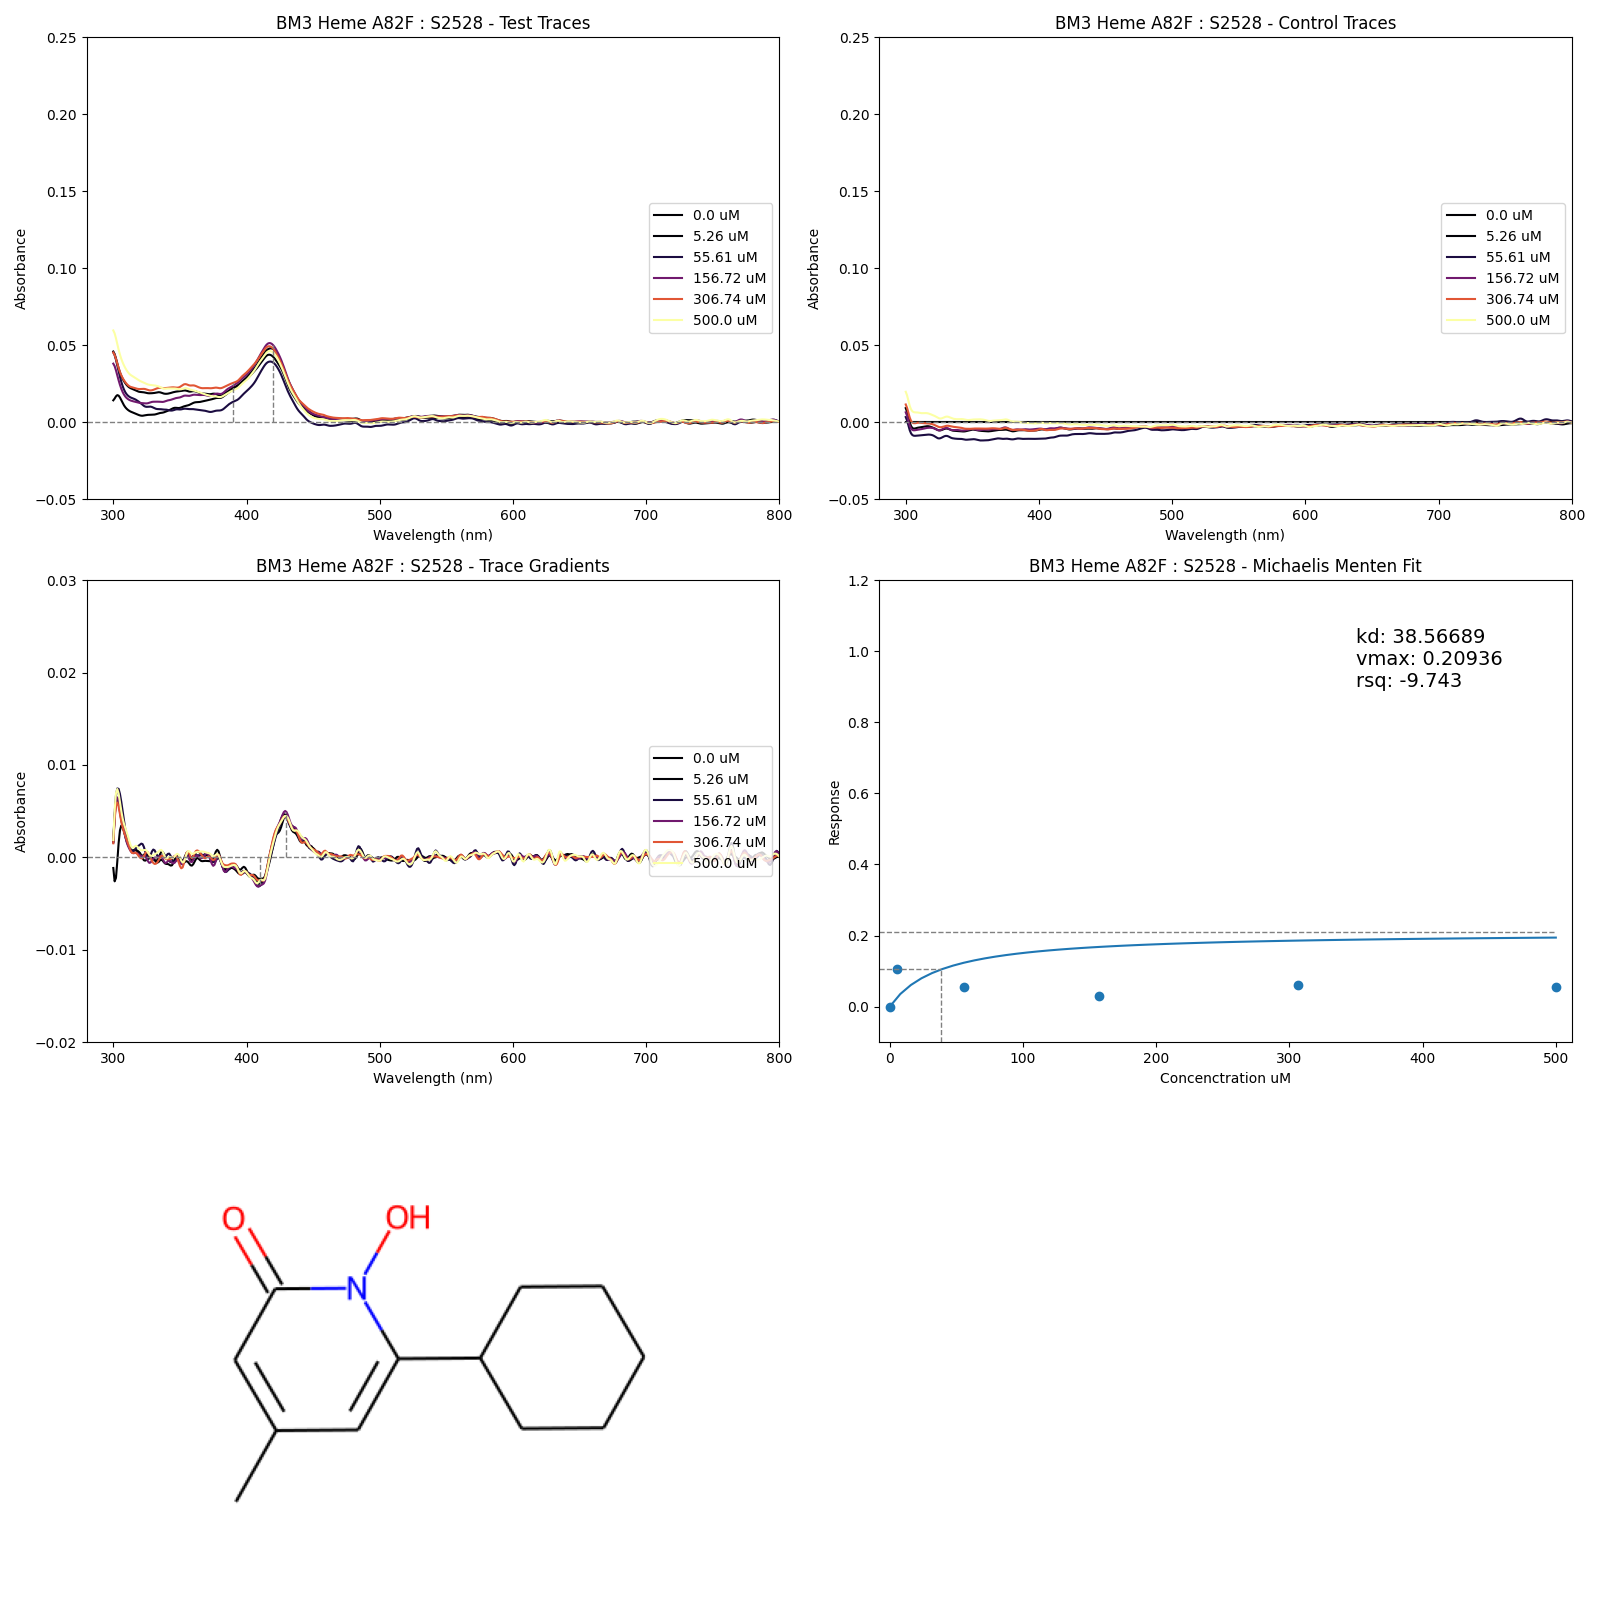 BM3 Heme A82F : S2528 - Test Traces
0.25
0.20
0.15
0.10
0.05
0.00
−0.05
Absorbance
300 400 500 600 700 800
Wavelength (nm)
0.0 uM
5.26 uM
55.61 uM
156.72 uM
306.74 uM
500.0 uM
BM3 Heme A82F : S2528 - Control Traces
0.25
0.20
0.15
0.10
0.05
0.00
−0.05
Absorbance
300 400 500 600 700 800
Wavelength (nm)
0.0 uM
5.26 uM
55.61 uM
156.72 uM
306.74 uM
500.0 uM
BM3 Heme A82F : S2528 - Trace Gradients
0.03
0.02
0.01
0.00
−0.01
−0.02
Absorbance
300 400 500 600 700 800
Wavelength (nm)
0.0 uM
5.26 uM
55.61 uM
156.72 uM
306.74 uM
500.0 uM
BM3 Heme A82F : S2528 - Michaelis Menten Fit
1.2
1.0
0.8
0.6
0.4
0.2
0.0
Response
kd: 38.56689
vmax: 0.20936
rsq: -9.743
0 100 200 300 400 500
Concenctration uM
O OH
N